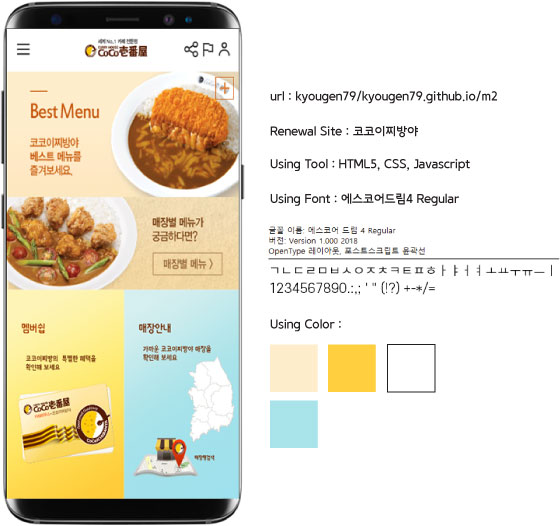 세계 No.1 카레 전문점
CURRY HOUSE
CoCo壱番屋
Best Menu
코코이찌방야
베스트 메뉴를
즐겨보세요.
매장별 메뉴가
궁금하다면?
매장별 메뉴 >
멤버쉽
코코이찌방의 특별한 혜택을
확인해 보세요
CoCo壱番屋
매장안내
가까운 코코이찌방야 매장을
확인해 보세요
매장명검색
url : kyougen79/kyougen79.github.io/m2
Renewal Site : 코코이찌방야
Using Tool : HTML5, CSS, Javascript
Using Font : 에스코어드림4 Regular
글꼴 이름: 에스코어 드림 4 Regular
버전: Version 1.000 2018
OpenType 레이아웃, 포스트스크립트 윤곽선
ㄱㄴㄷㄹㅁㅂㅅㅇㅈㅊㅋㅌㅍㅎㅏㅑㅓㅕㅗㅛㅜㅠㅡㅣ
1234567890.:,; ' " (!?) +-*/=
Using Color :